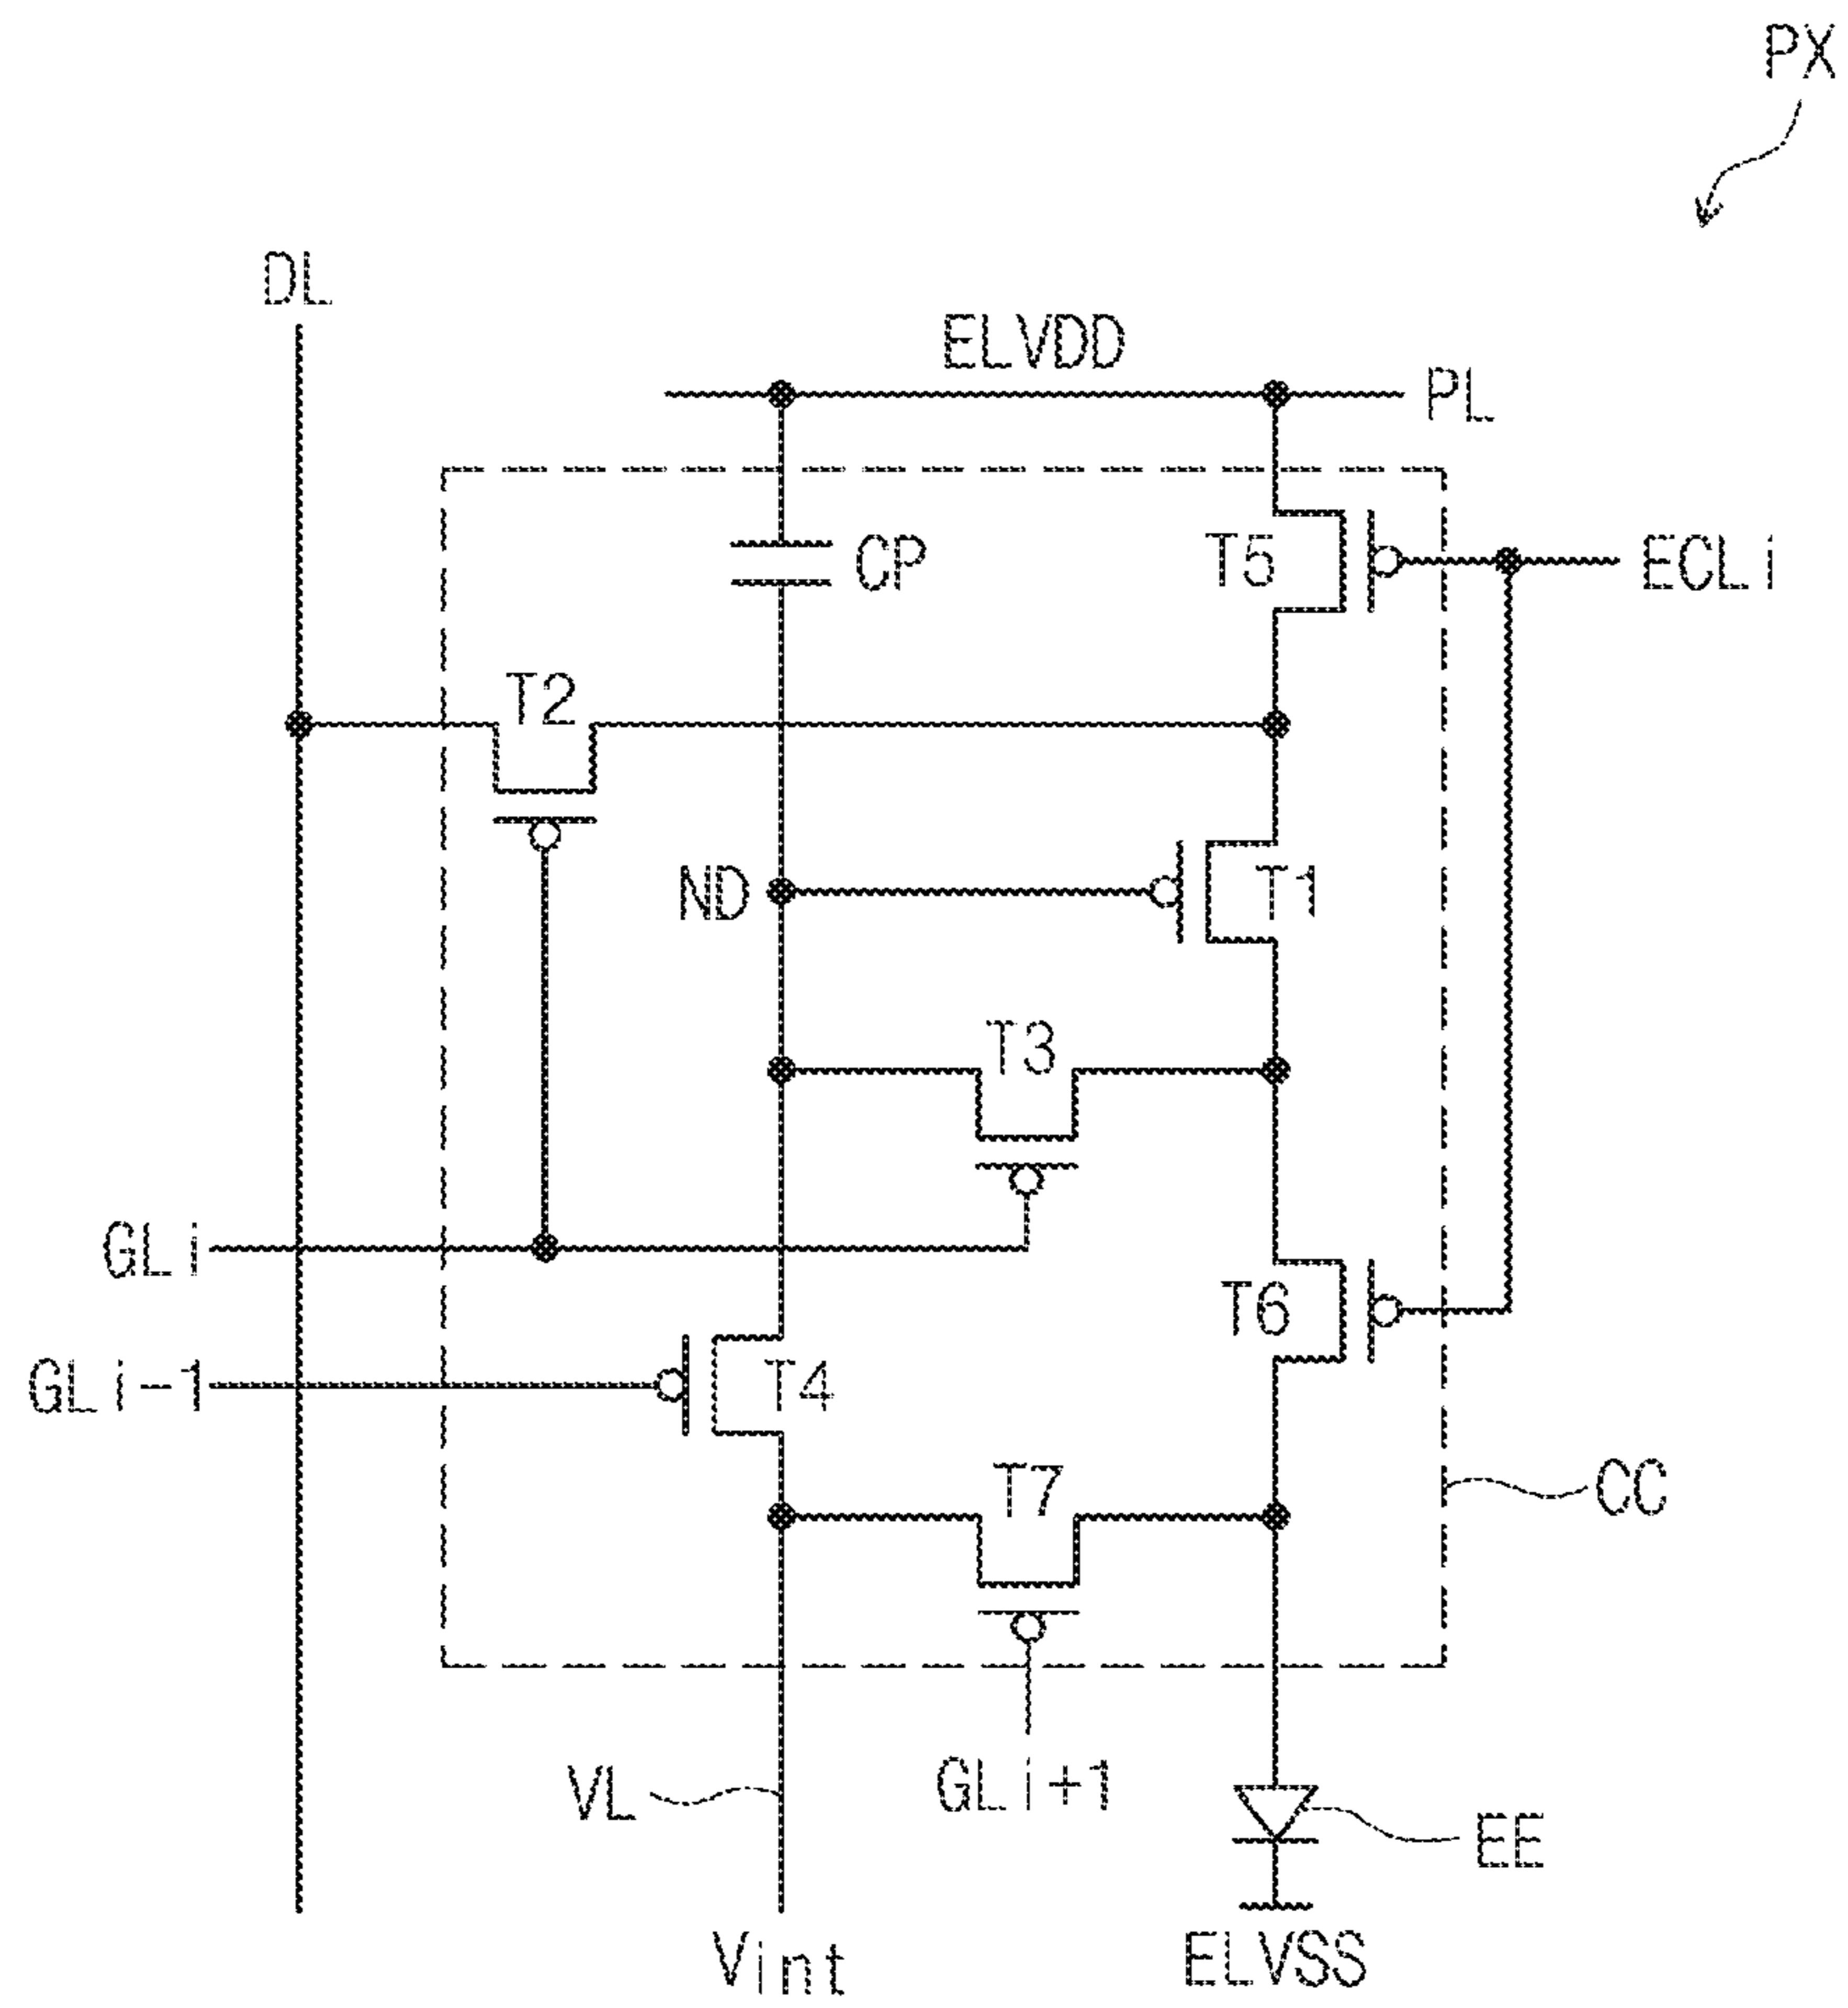 PX
DL
ELVDD
PL
CP
T5
ECLi
T2
ND
T1
T3
GLi
T6
GLi-1
T4
T7
CC
VL
GLi+1
EE
Vint
ELVSS